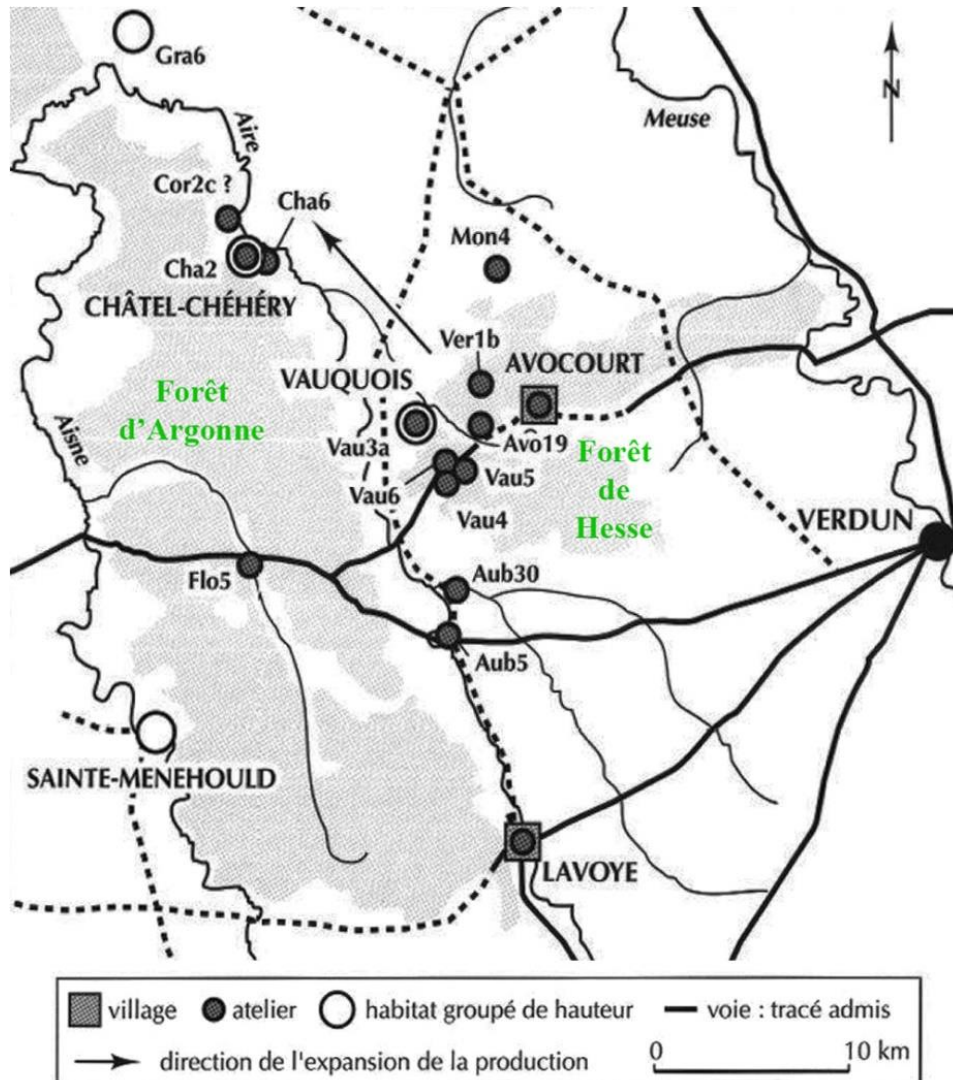 Gra6
N
Meuse
Aire
Cor2c ?
Cha6
Mon4
Cha2
CHÂTEL-CHÉHÉRY
Ver1b
AVOCOURT
VAUQUOIS
Forêt
d'Argonne
Aisne
Vau3a
Avo19
Forêt
de
Hesse
Vau6
Vau5
Vau4
VERDUN
Flo5
Aub30
Aub5
SAINTE-MENEHOULD
LAVOYE
village
atelier
habitat groupé de hauteur
voie : tracé admis
direction de l'expansion de la production
0
10 km